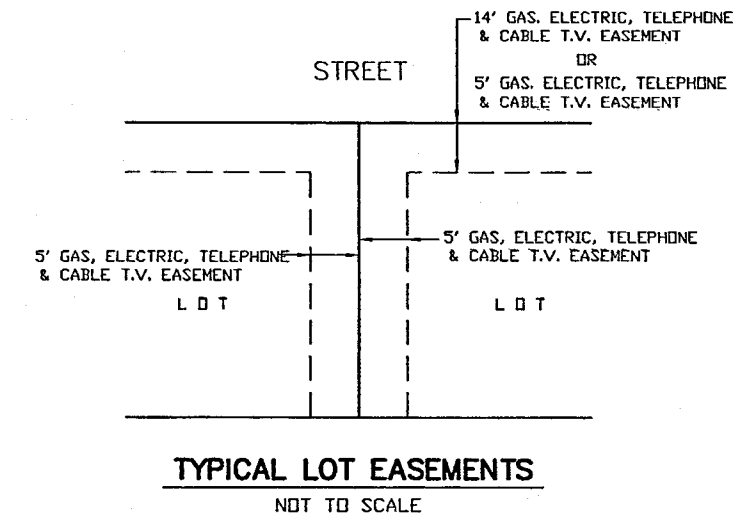 14' GAS. ELECTRIC, TELEPHONE
& CABLE T.V. EASEMENT
OR
5' GAS. ELECTRIC, TELEPHONE
& CABLE T.V. EASEMENT
STREET
5' GAS, ELECTRIC, TELEPHONE
& CABLE T.V. EASEMENT
5' GAS, ELECTRIC, TELEPHONE
& CABLE T.V. EASEMENT
LOT
LOT
TYPICAL LOT EASEMENTS
NOT TO SCALE